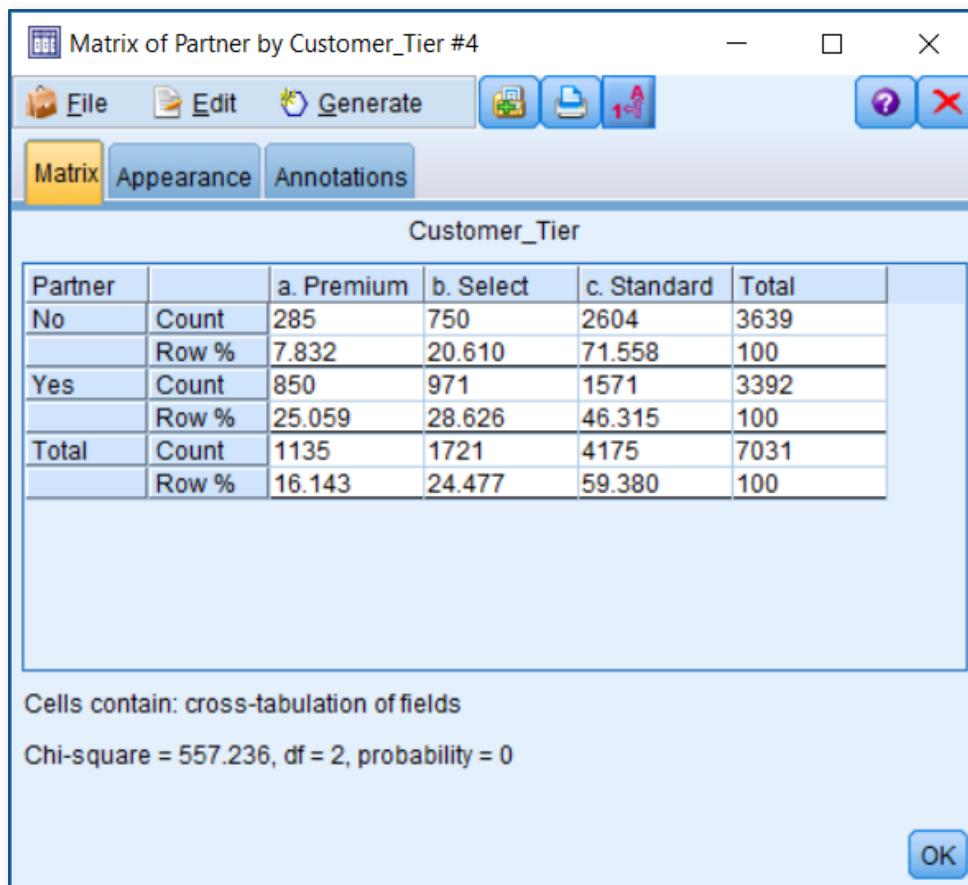 Matrix of Partner by Customer_Tier #4
File Edit Generate
Matrix Appearance Annotations
Customer_Tier
Partner a. Premium b. Select c. Standard Total
No Count 285 750 2604 3639
Row % 7.832 20.610 71.558 100
Yes Count 850 971 1571 3392
Row % 25.059 28.626 46.315 100
Total Count 1135 1721 4175 7031
Row % 16.143 24.477 59.380 100
Cells contain: cross-tabulation of fields
Chi-square = 557.236, df = 2, probability = 0
OK